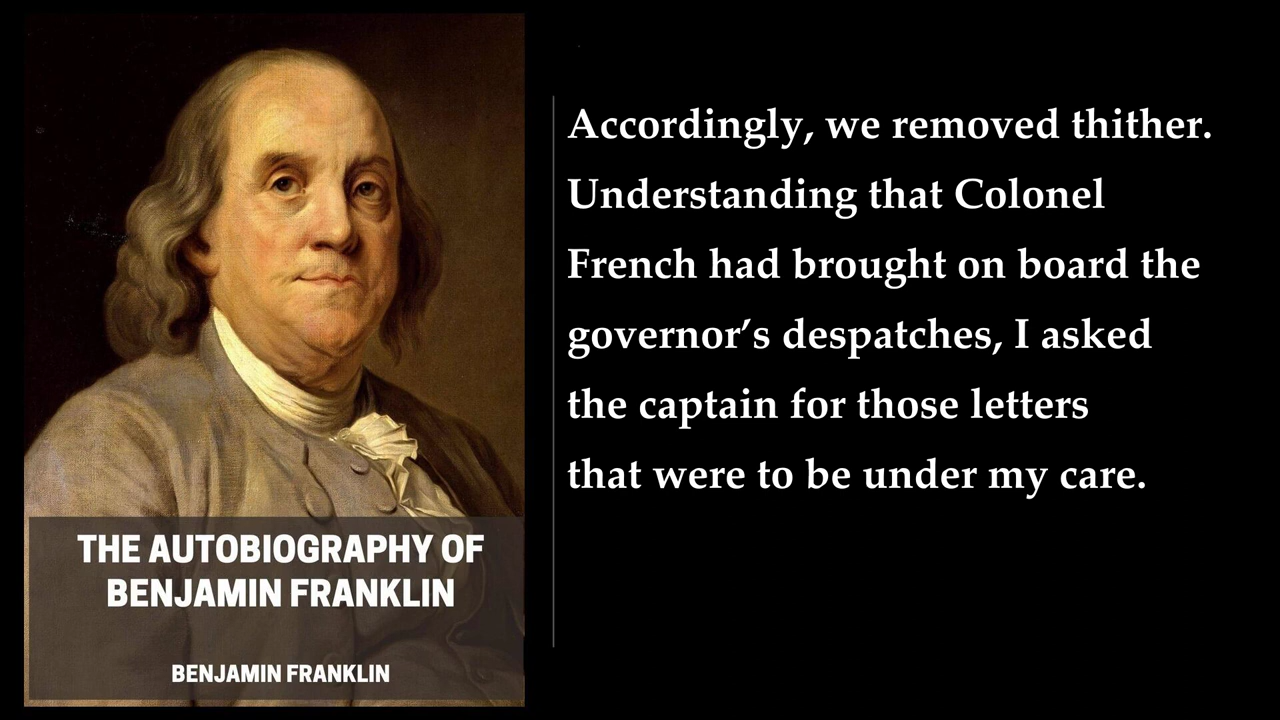 THE AUTOBIOGRAPHY OF
BENJAMIN FRANKLIN
BENJAMIN FRANKLIN
Accordingly, we removed thither.
Understanding that Colonel
French had brought on board the
governor’s despatches, I asked
the captain for those letters
that were to be under my care.